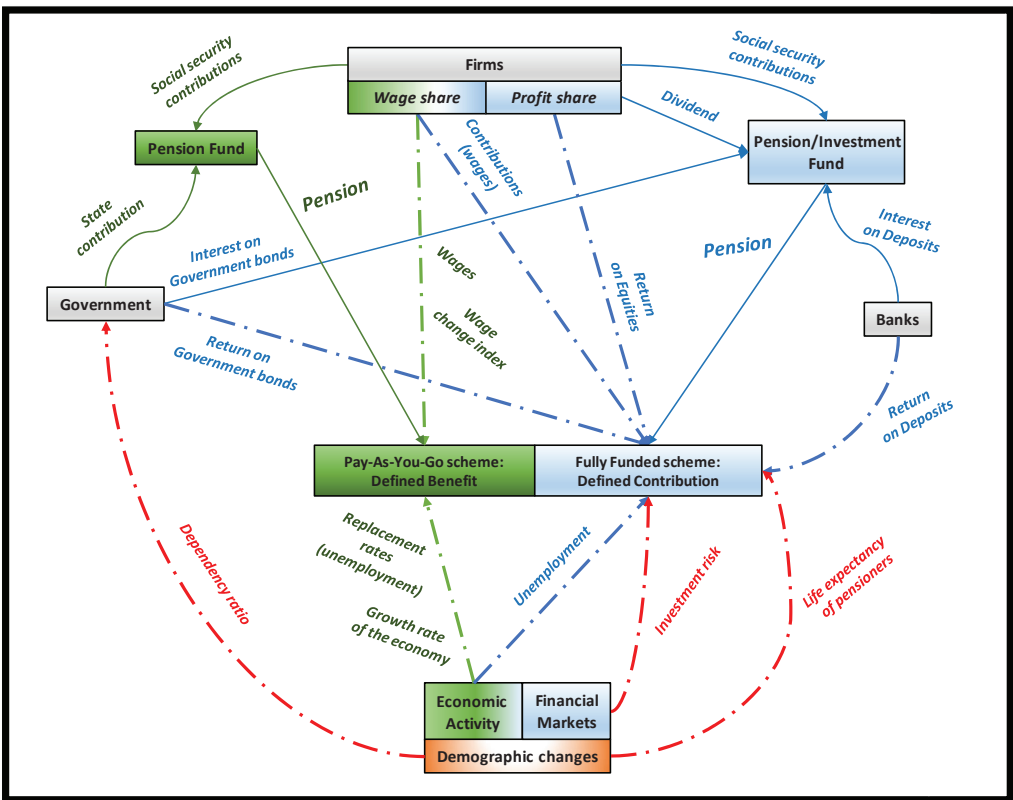 Social security
contributions
Firms
Wage share
Profit share
Social security
contributions
Dividend
Pension Fund
Contributions
(wages)
Pension/Investment
Fund
Pension
State
contribution
Interest on
Government bonds
Wages
Pension
Interest
on Deposits
Government
Return
on Equities
Banks
Wage
change index
Return on
Government bonds
Return
on Deposits
Pay-As-You-Go scheme:
Defined Benefit
Fully Funded scheme:
Defined Contribution
Dependency ratio
Replacement
rates
(unemployment)
Unemployment
Investment risk
Life expectancy
of pensioners
Growth rate
of the economy
Economic
Activity
Financial
Markets
Demographic changes